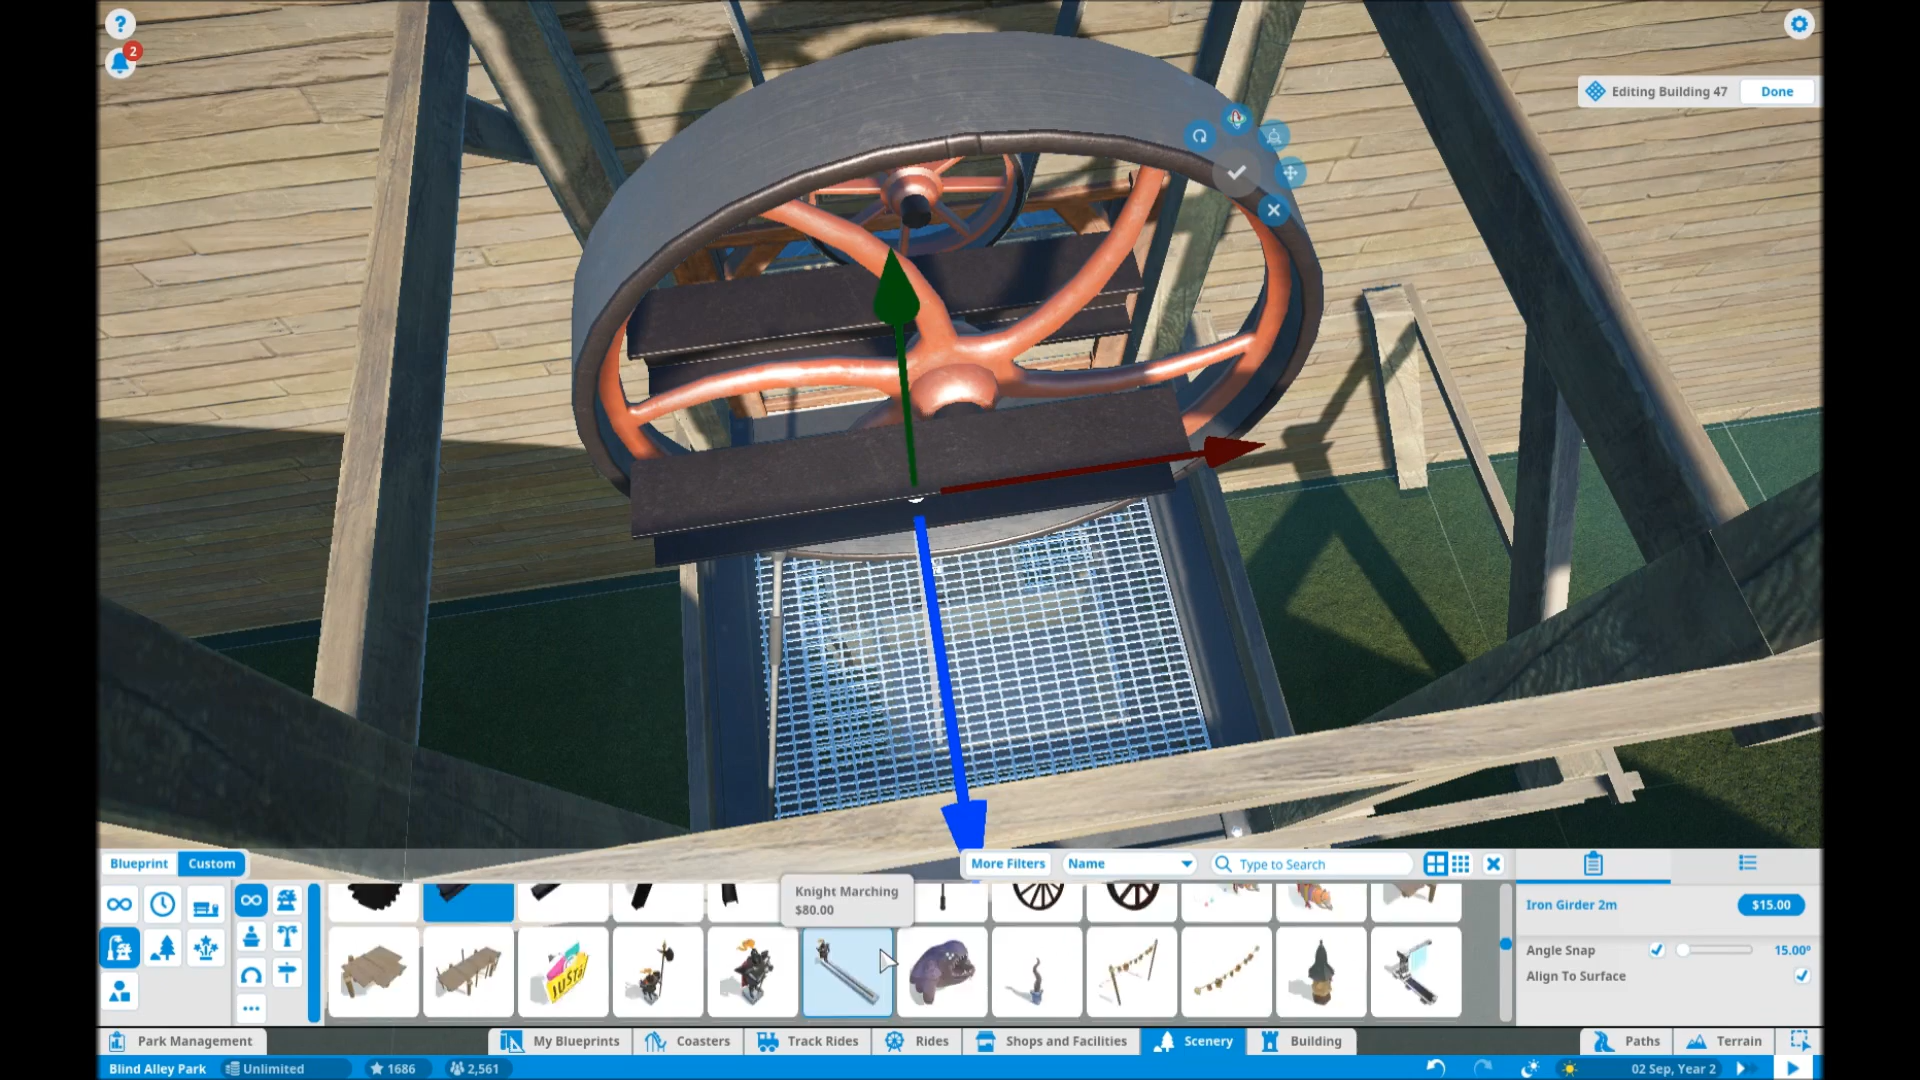 ?
2
Editing Building 47
Done
Blueprint
Custom
More Filters
Name
Type to Search
Knight Marching
$80.00
Iron Girder 2m
$15.00
Angle Snap
15.00°
Align To Surface
Park Management
My Blueprints
Coasters
Track Rides
Rides
Shops and Facilities
Scenery
Building
Paths
Terrain
Blind Alley Park
Unlimited
1686
2,561
02 Sep, Year 2